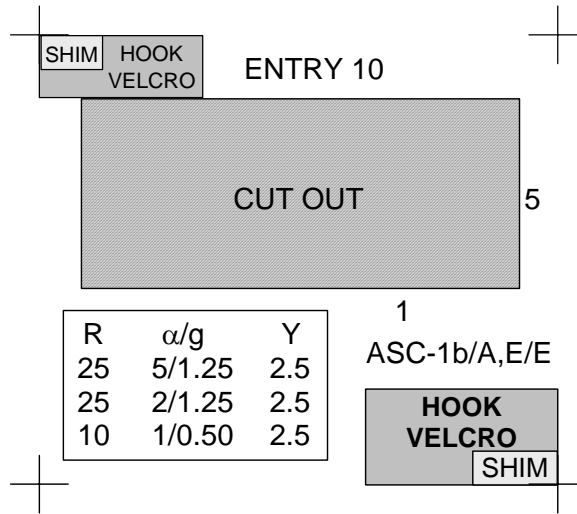 SHIM
HOOK
VELCRO
ENTRY 10
CUT OUT
5
1
ASC-1b/A,E/E
R α/g Y
25 5/1.25 2.5
25 2/1.25 2.5
10 1/0.50 2.5
HOOK
VELCRO
SHIM